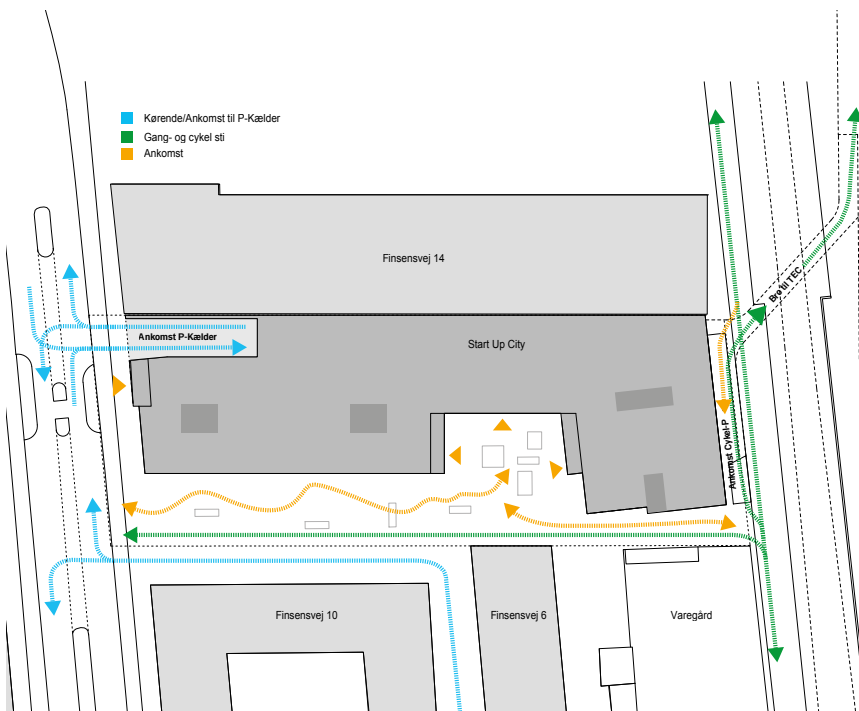 Kørende/Ankomst til P-Kælder
Gang- og cykel sti
Ankomst
Finsensvej 14
Bro til TEC
Ankomst P-Kælder
Start Up City
Ankomst Cykel-P
Finsensvej 10
Finsensvej 6
Varegård